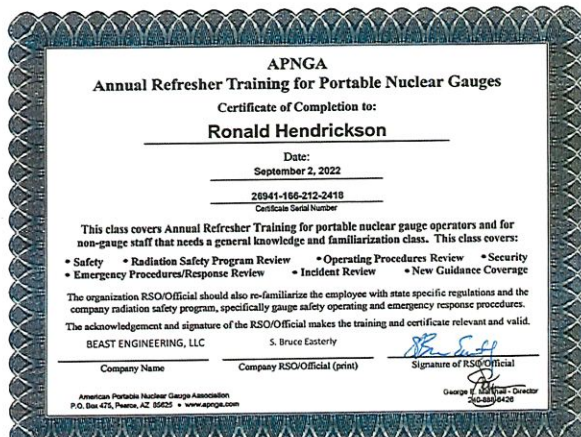 APNGA
Annual Refresher Training for Portable Nuclear Gauges
Certificate of Completion to:
Ronald Hendrickson
Date:
September 2, 2022
26941-166-212-2418
Certificate Serial Number
This class covers Annual Refresher Training for portable nuclear gauge operators and for
non-gauge staff that needs a general knowledge and familiarization class. This class covers:
• Safety • Radiation Safety Program Review • Operating Procedures Review • Security
• Emergency Procedures/Response Review • Incident Review • New Guidance Coverage
The organization RSO/Official should also re-familiarize the employee with state specific regulations and the
company radiation safety program, specifically gauge safety operating and emergency response procedures.
The acknowledgement and signature of the RSO/Official makes the training and certificate relevant and valid.
BEAST ENGINEERING, LLC S. Bruce Easterly
Company Name Company RSO/Official (print) Signature of RSO/Official
American Portable Nuclear Gauge Association
P.O. Box 475, Pearce, AZ 85625 • www.apnga.com
George E. Marshall - Director
240-888-6426